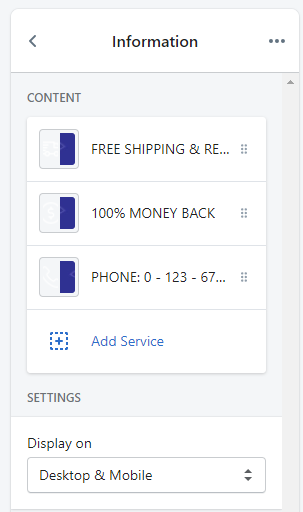 Information
CONTENT
FREE SHIPPING & RE...
100% MONEY BACK
PHONE: 0 - 123 - 67...
Add Service
SETTINGS
Display on
Desktop & Mobile